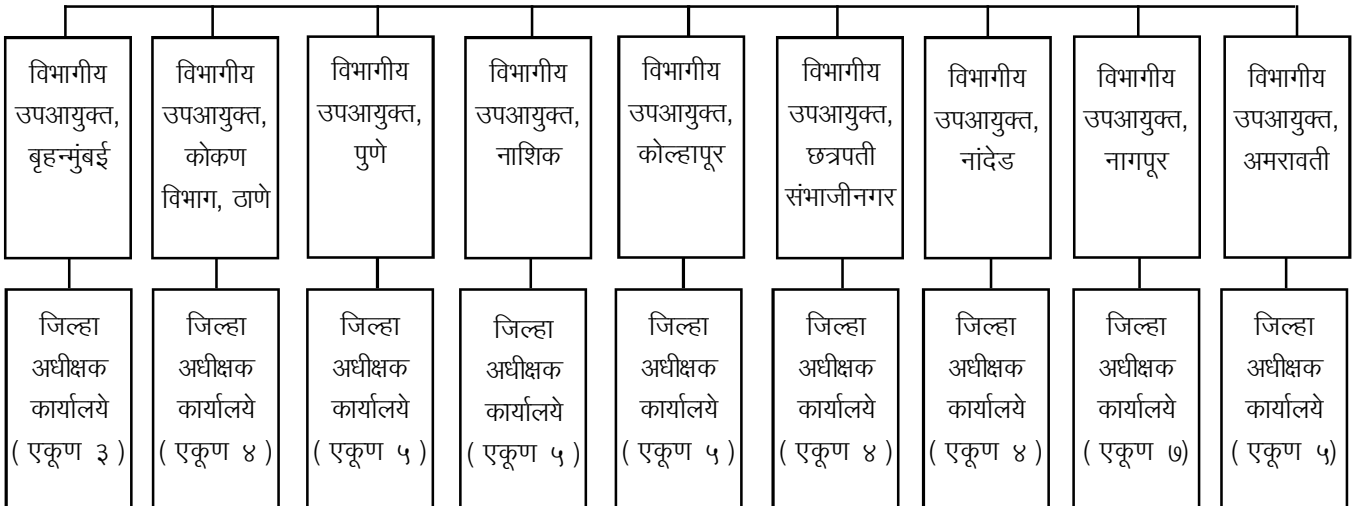 विभागीय
उपआयुक्त,
बृहन्मुंबई
विभागीय
उपआयुक्त,
कोकण
विभाग, ठाणे
विभागीय
उपआयुक्त,
पुणे
विभागीय
उपआयुक्त,
नाशिक
विभागीय
उपआयुक्त,
कोल्हापूर
विभागीय
उपआयुक्त,
छत्रपती
संभाजीनगर
विभागीय
उपआयुक्त,
नांदेड
विभागीय
उपआयुक्त,
नागपूर
विभागीय
उपआयुक्त,
अमरावती
जिल्हा
अधीक्षक
कार्यालये
( एकूण ३ )
जिल्हा
अधीक्षक
कार्यालये
( एकूण ४ )
जिल्हा
अधीक्षक
कार्यालये
( एकूण ५ )
जिल्हा
अधीक्षक
कार्यालये
( एकूण ५ )
जिल्हा
अधीक्षक
कार्यालये
( एकूण ५ )
जिल्हा
अधीक्षक
कार्यालये
( एकूण ४ )
जिल्हा
अधीक्षक
कार्यालये
( एकूण ४ )
जिल्हा
अधीक्षक
कार्यालये
( एकूण ७)
जिल्हा
अधीक्षक
कार्यालये
( एकूण ५)